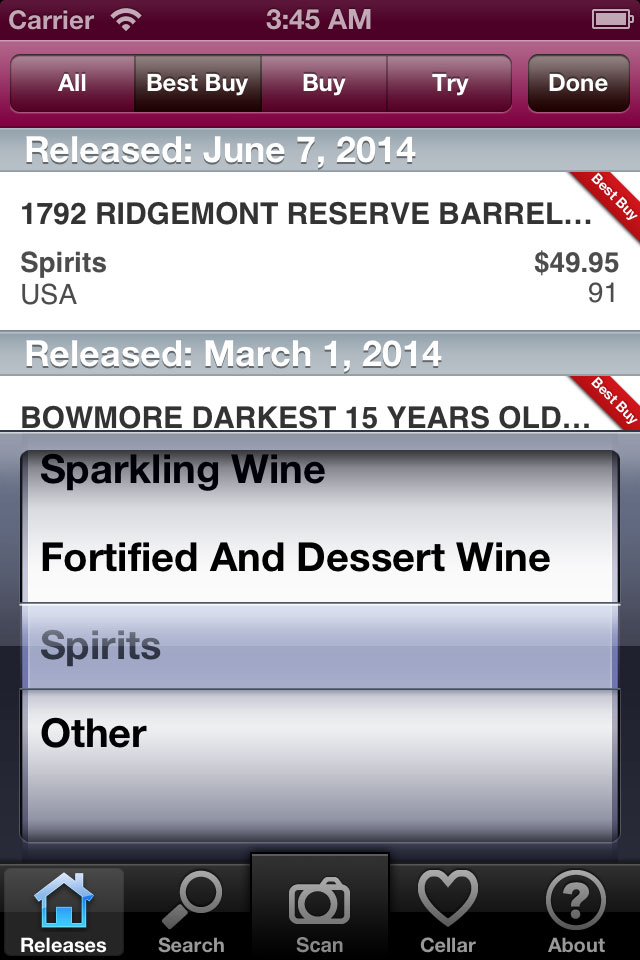 Carrier 3:45 AM
All Best Buy Buy Try Done
Released: June 7, 2014
Best Buy
1792 RIDGEMONT RESERVE BARREL...
Spirits $49.95
USA 91
Released: March 1, 2014
Best Buy
BOWMORE DARKEST 15 YEARS OLD...
Sparkling Wine
Fortified And Dessert Wine
Spirits
Other
Releases Search Scan Cellar About